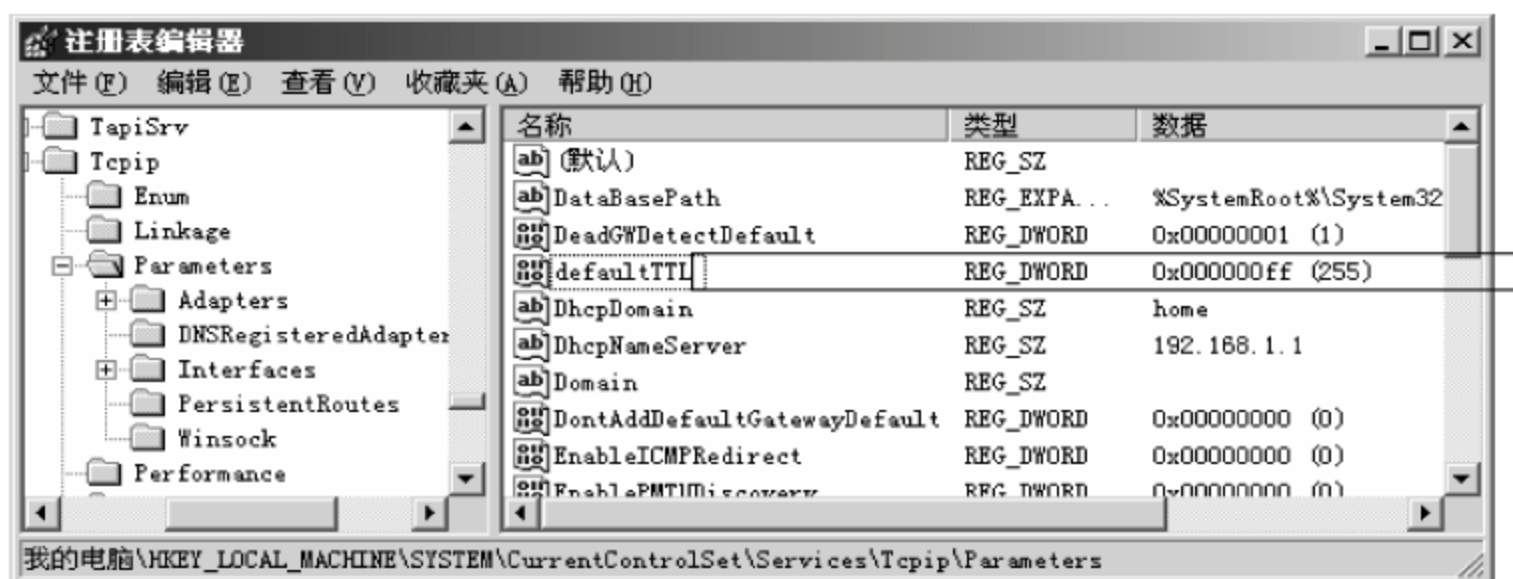 注册表编辑器
文件(F) 编辑(E) 查看(V) 收藏夹(A) 帮助(H)
TapiSrv
Tcpip
Enum
Linkage
Parameters
Adapters
DNSRegisteredAdapter
Interfaces
PersistentRoutes
Winsock
Performance
名称 类型 数据
(默认) REG_SZ
DataBasePath REG_EXPA... %SystemRoot%\System32
DeadGWDetectDefault REG_DWORD 0x00000001 (1)
defaultTTL REG_DWORD 0x000000ff (255)
DhcpDomain REG_SZ home
DhcpNameServer REG_SZ 192.168.1.1
Domain REG_SZ
DontAddDefaultGatewayDefault REG_DWORD 0x00000000 (0)
EnableICMPRedirect REG_DWORD 0x00000000 (0)
EnablePMTUDiscovery REG_DWORD 0x00000000 (0)
我的电脑\HKEY_LOCAL_MACHINE\SYSTEM\CurrentControlSet\Services\Tcpip\Parameters